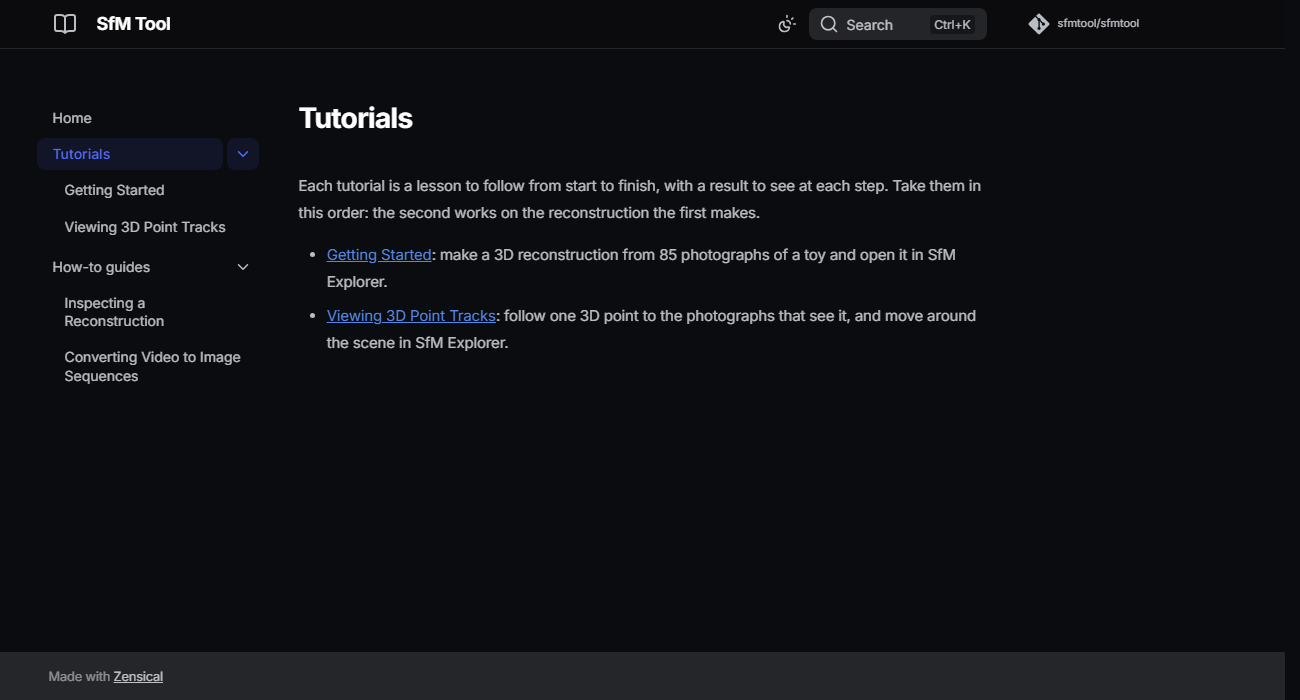 SfM Tool
Search
Ctrl+K
sfmtool/sfmtool
Home
Tutorials
Getting Started
Viewing 3D Point Tracks
How-to guides
Inspecting a
Reconstruction
Converting Video to Image
Sequences
Tutorials
Each tutorial is a lesson to follow from start to finish, with a result to see at each step. Take them in
this order: the second works on the reconstruction the first makes.
Getting Started: make a 3D reconstruction from 85 photographs of a toy and open it in SfM
Explorer.
Viewing 3D Point Tracks: follow one 3D point to the photographs that see it, and move around
the scene in SfM Explorer.
Made with Zensical